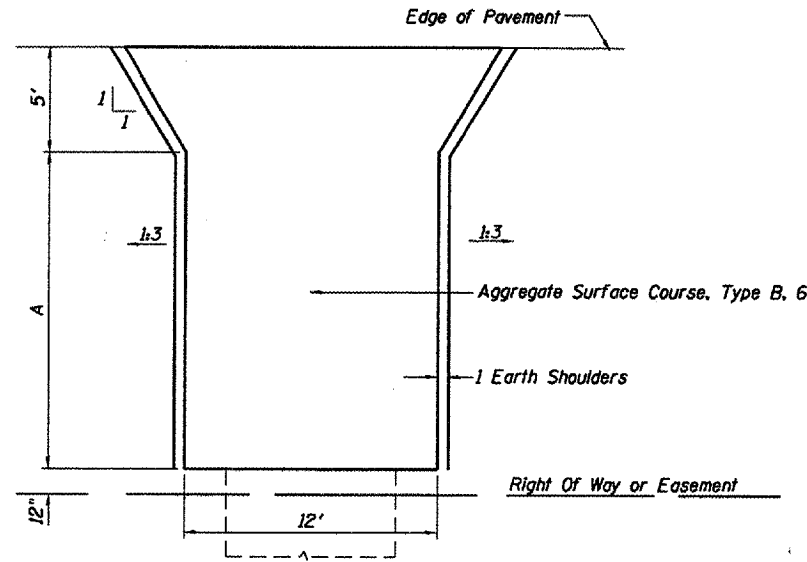 Edge of Pavement
5'
1
1
1:3
1:3
A
Aggregate Surface Course, Type B, 6
1 Earth Shoulders
Right Of Way or Easement
12"
12'